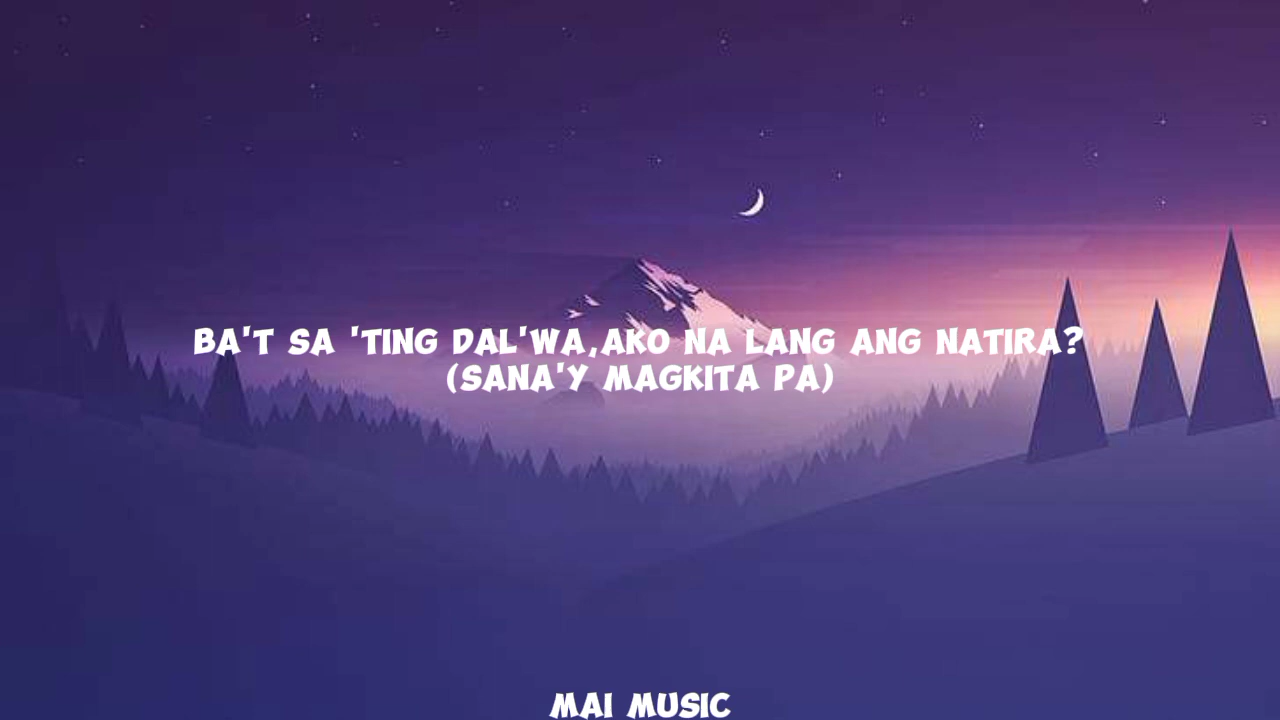 BA'T SA 'TING DAL'WA,AKO NA LANG ANG NATIRA?
(SANA'Y MAGKITA PA)
MAI MUSIC